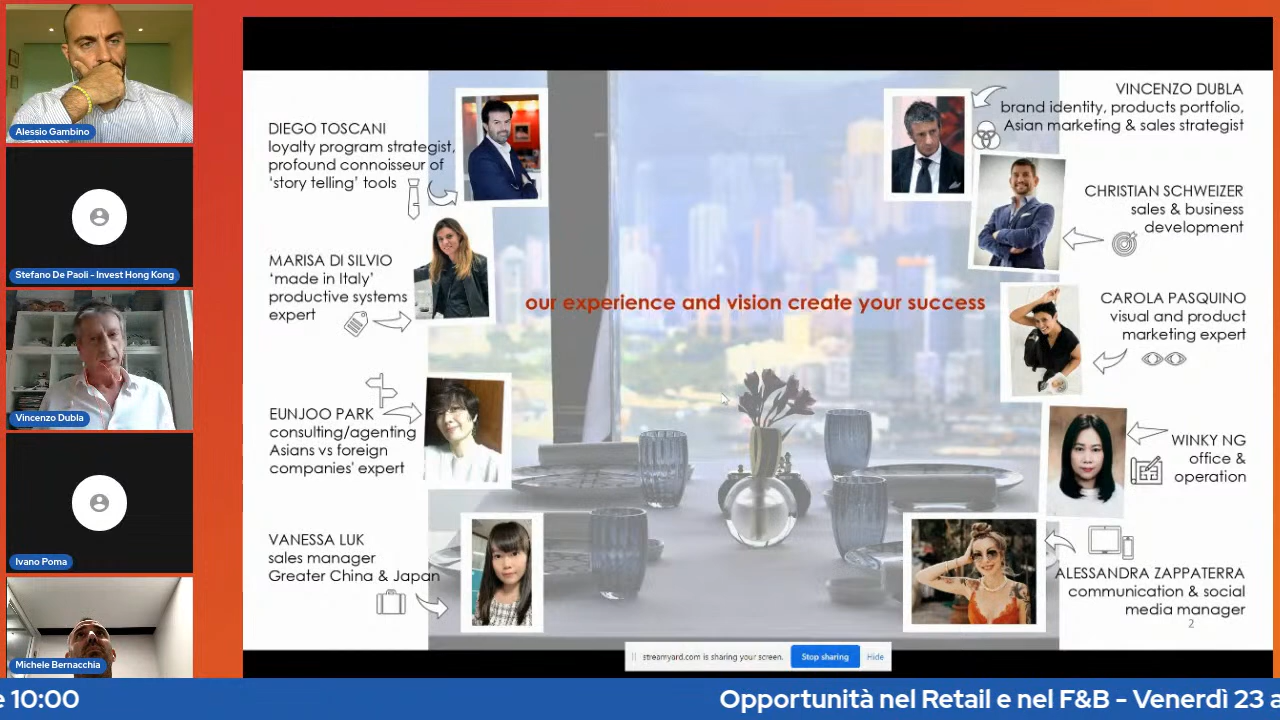 Alessio Gambino
Stefano De Paoli - Invest Hong Kong
Vincenzo Dubla
Ivano Poma
Michele Bernacchia
DIEGO TOSCANI
loyalty program strategist,
profound connoisseur of
‘story telling’ tools
MARISA DI SILVIO
‘made in Italy’
productive systems
expert
EUNJOO PARK
consulting/agenting
Asians vs foreign
companies' expert
VANESSA LUK
sales manager
Greater China & Japan
our experience and vision create your success
VINCENZO DUBLA
brand identity, products portfolio,
Asian marketing & sales strategist
CHRISTIAN SCHWEIZER
sales & business
development
CAROLA PASQUINO
visual and product
marketing expert
WINKY NG
office &
operation
ALESSANDRA ZAPPATERRA
communication & social
media manager
2
streamyard.com is sharing your screen.
Stop sharing
Hide
e 10:00
Opportunità nel Retail e nel F&B - Venerdì 23 a